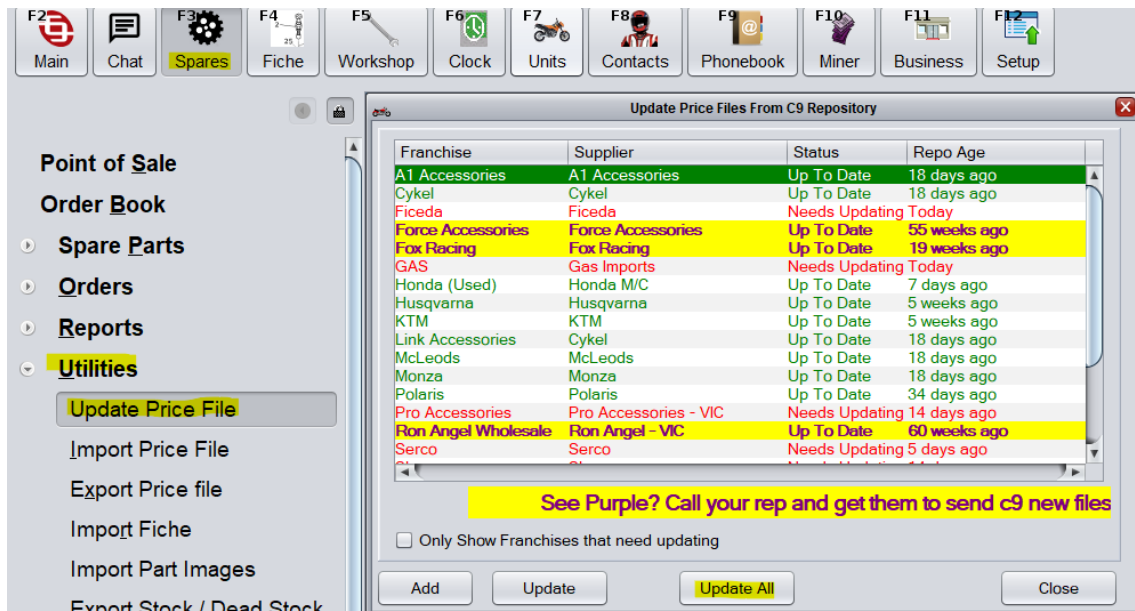 F2 F3 F4 F5 F6 F7 F8 F9 F10 F11 F12
Main Chat Spares Fiche Workshop Clock Units Contacts Phonebook Miner Business Setup
Point of Sale
Order Book
Spare Parts
Orders
Reports
Utilities
Update Price File
Import Price File
Export Price file
Import Fiche
Import Part Images
Export Stock / Dead Stock
Update Price Files From C9 Repository
Franchise Supplier Status Repo Age
A1 Accessories A1 Accessories Up To Date 18 days ago
Cykel Cykel Up To Date 18 days ago
Ficeda Ficeda Needs Updating Today
Force Accessories Force Accessories Up To Date 55 weeks ago
Fox Racing Fox Racing Up To Date 19 weeks ago
GAS Gas Imports Needs Updating Today
Honda (Used) Honda M/C Up To Date 7 days ago
Husqvarna Husqvarna Up To Date 5 weeks ago
KTM KTM Up To Date 5 weeks ago
Link Accessories Cykel Up To Date 18 days ago
McLeods McLeods Up To Date 18 days ago
Monza Monza Up To Date 18 days ago
Polaris Polaris Up To Date 34 days ago
Pro Accessories Pro Accessories - VIC Needs Updating 14 days ago
Ron Angel Wholesale Ron Angel - VIC Up To Date 60 weeks ago
Serco Serco Needs Updating 5 days ago
See Purple? Call your rep and get them to send c9 new files
Only Show Franchises that need updating
Add Update Update All Close